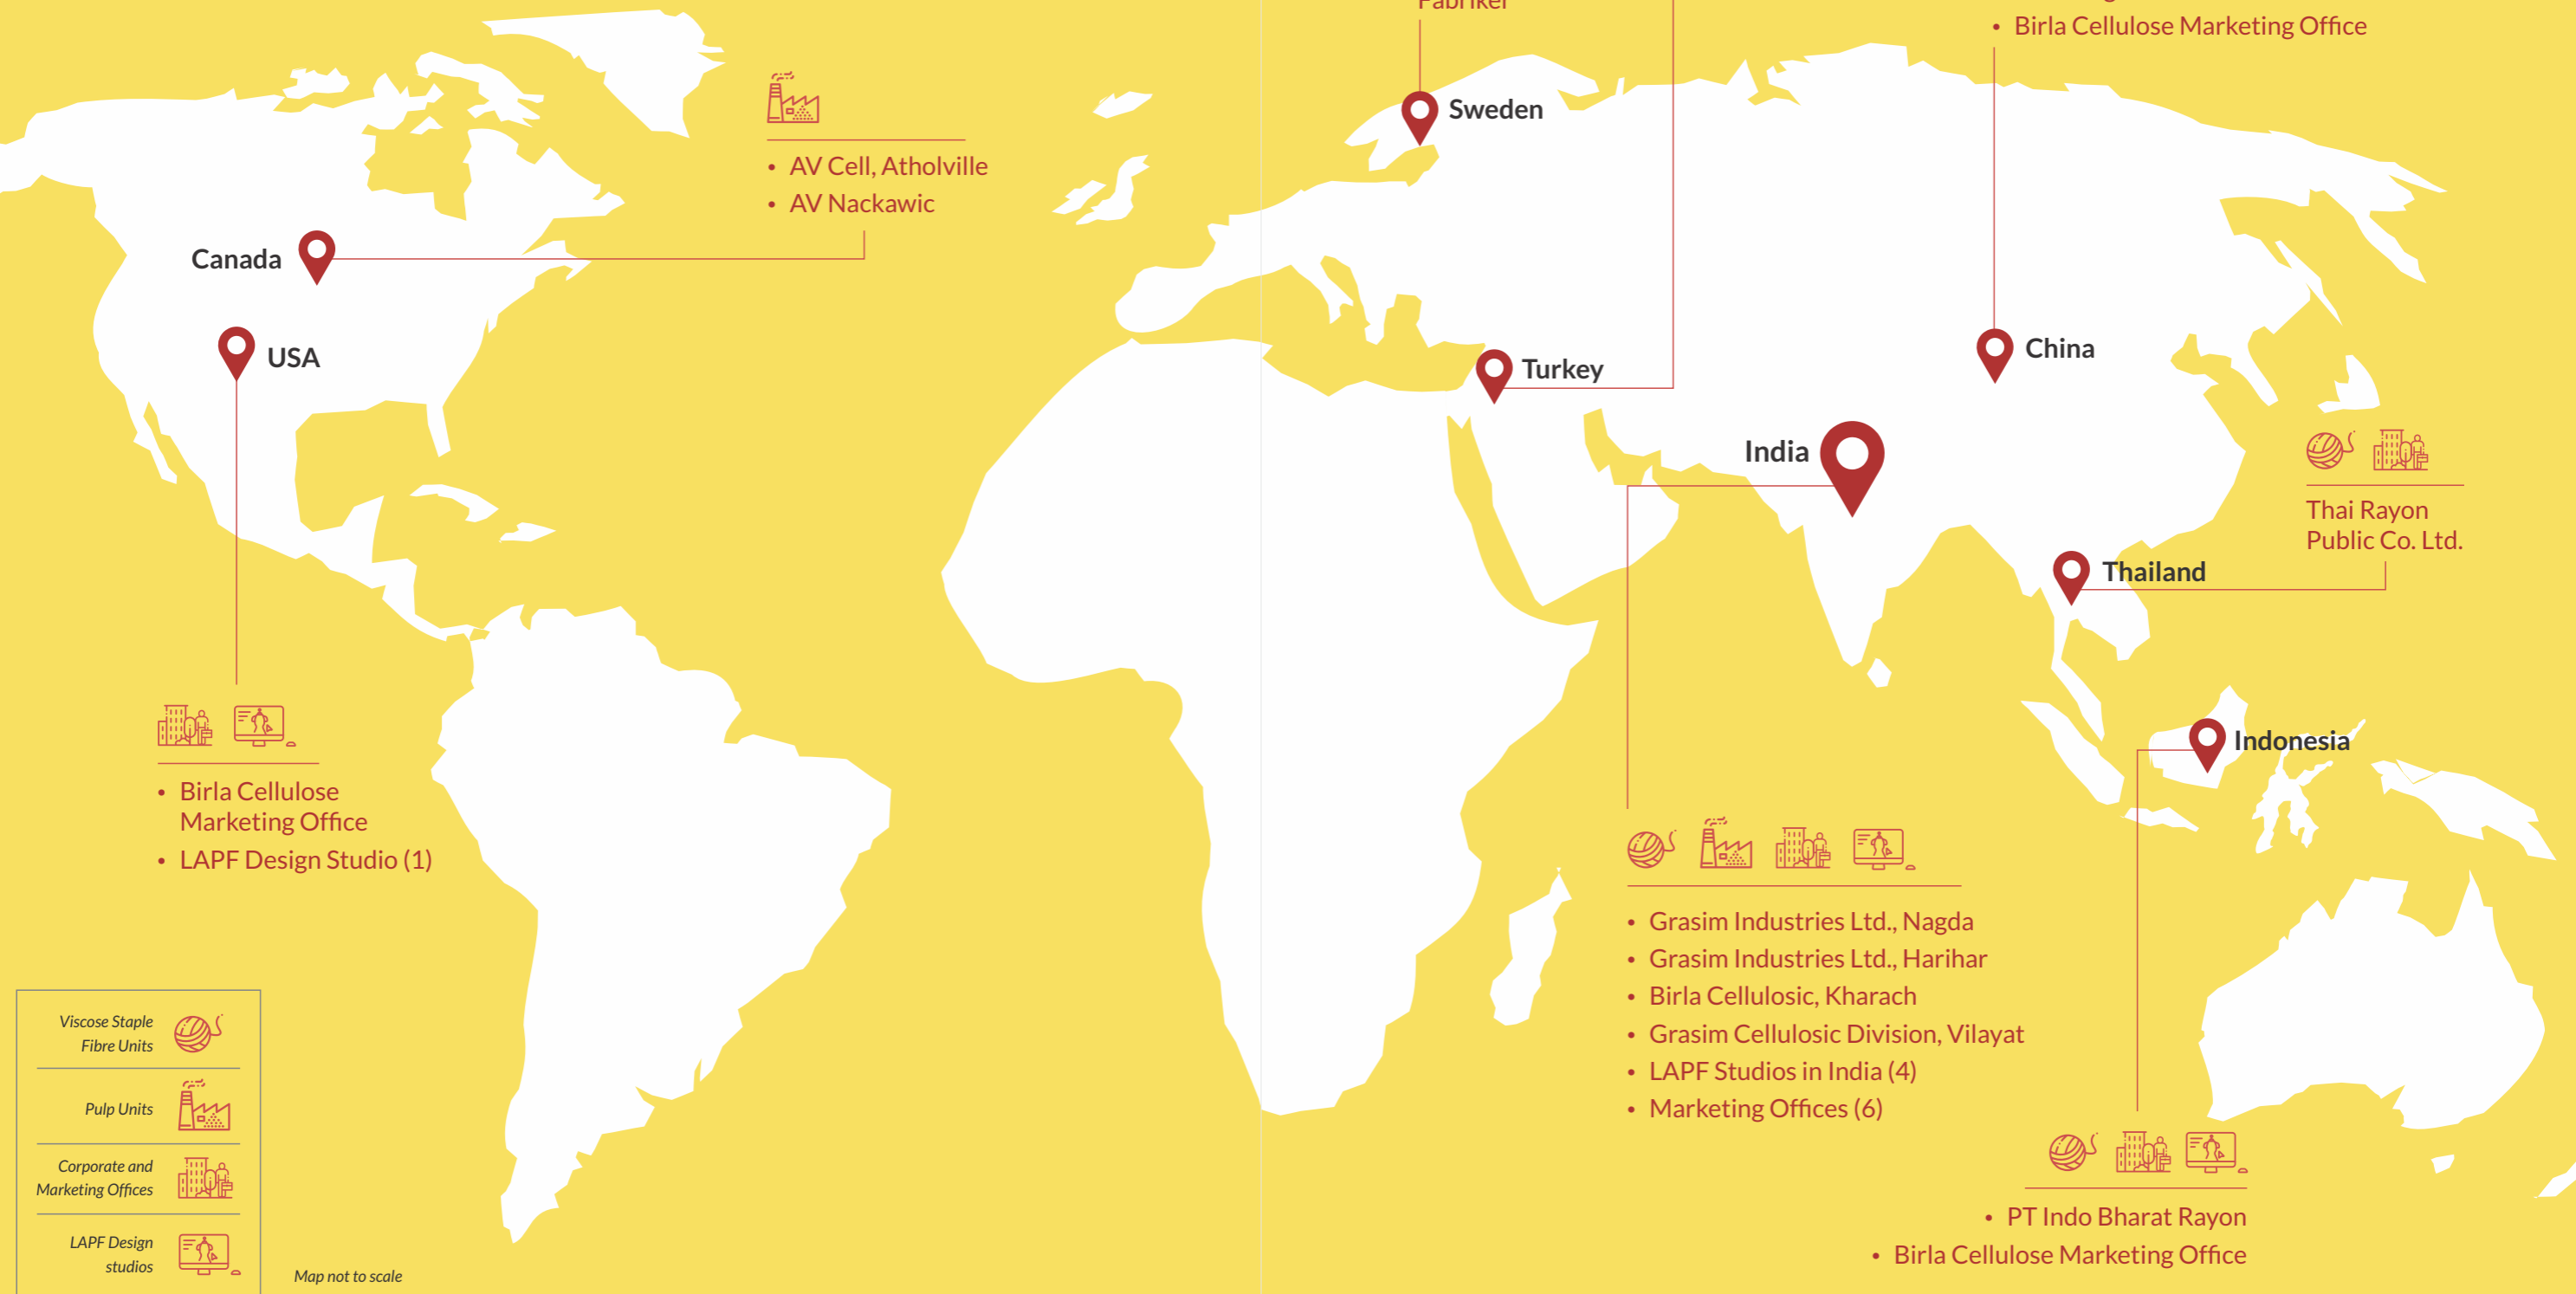 • Birla Cellulose Marketing Office
Sweden
• AV Cell, Atholville
• AV Nackawic
Canada
USA
Turkey
China
India
Thai Rayon
Public Co. Ltd.
Thailand
Indonesia
• Birla Cellulose
Marketing Office
• LAPF Design Studio (1)
• Grasim Industries Ltd., Nagda
• Grasim Industries Ltd., Harihar
• Birla Cellulosic, Kharach
• Grasim Cellulosic Division, Vilayat
• LAPF Studios in India (4)
• Marketing Offices (6)
• PT Indo Bharat Rayon
• Birla Cellulose Marketing Office
Viscose Staple
Fibre Units
Pulp Units
Corporate and
Marketing Offices
LAPF Design
studios
Map not to scale